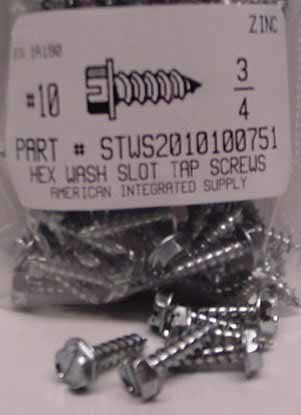 ZINC
#10
3
4
PART # STWS2010100751
HEX WASH SLOT TAP SCREWS
AMERICAN INTEGRATED SUPPLY